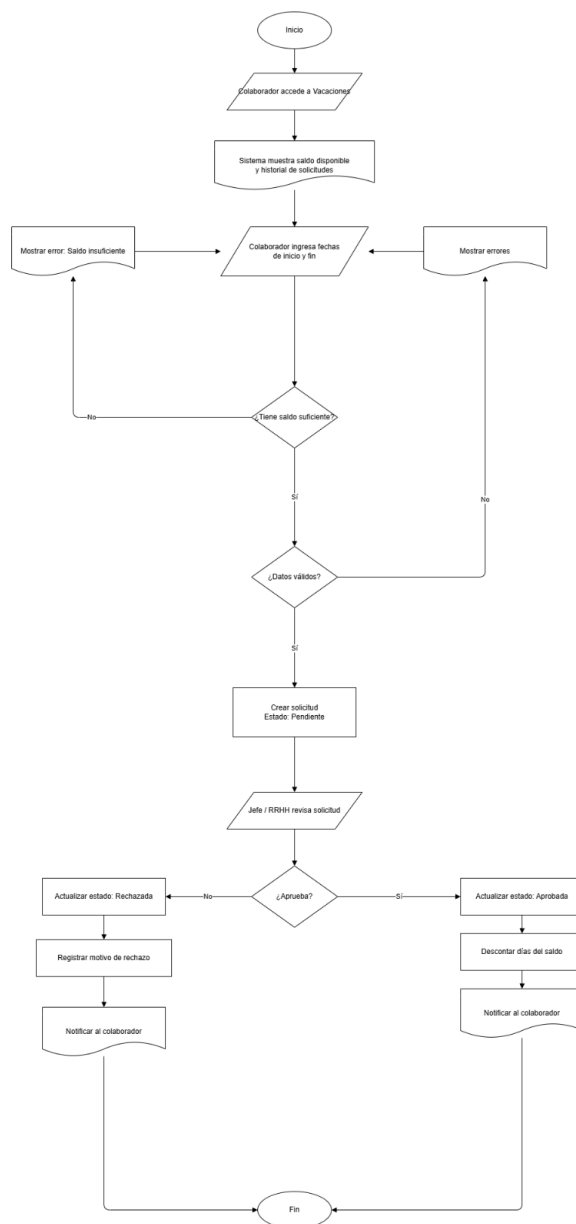 Inicio
Colaborador accede a Vacaciones
Sistema muestra saldo disponible
y historial de solicitudes
Mostrar error: Saldo insuficiente
Colaborador ingresa fechas
de inicio y fin
Mostrar errores
No
¿Tiene saldo suficiente?
Sí
No
¿Datos válidos?
Sí
Crear solicitud
Estado: Pendiente
Jefe / RRHH revisa solicitud
Actualizar estado: Rechazada
No
¿Aprueba?
Sí
Actualizar estado: Aprobada
Registrar motivo de rechazo
Descontar días del saldo
Notificar al colaborador
Notificar al colaborador
Fin